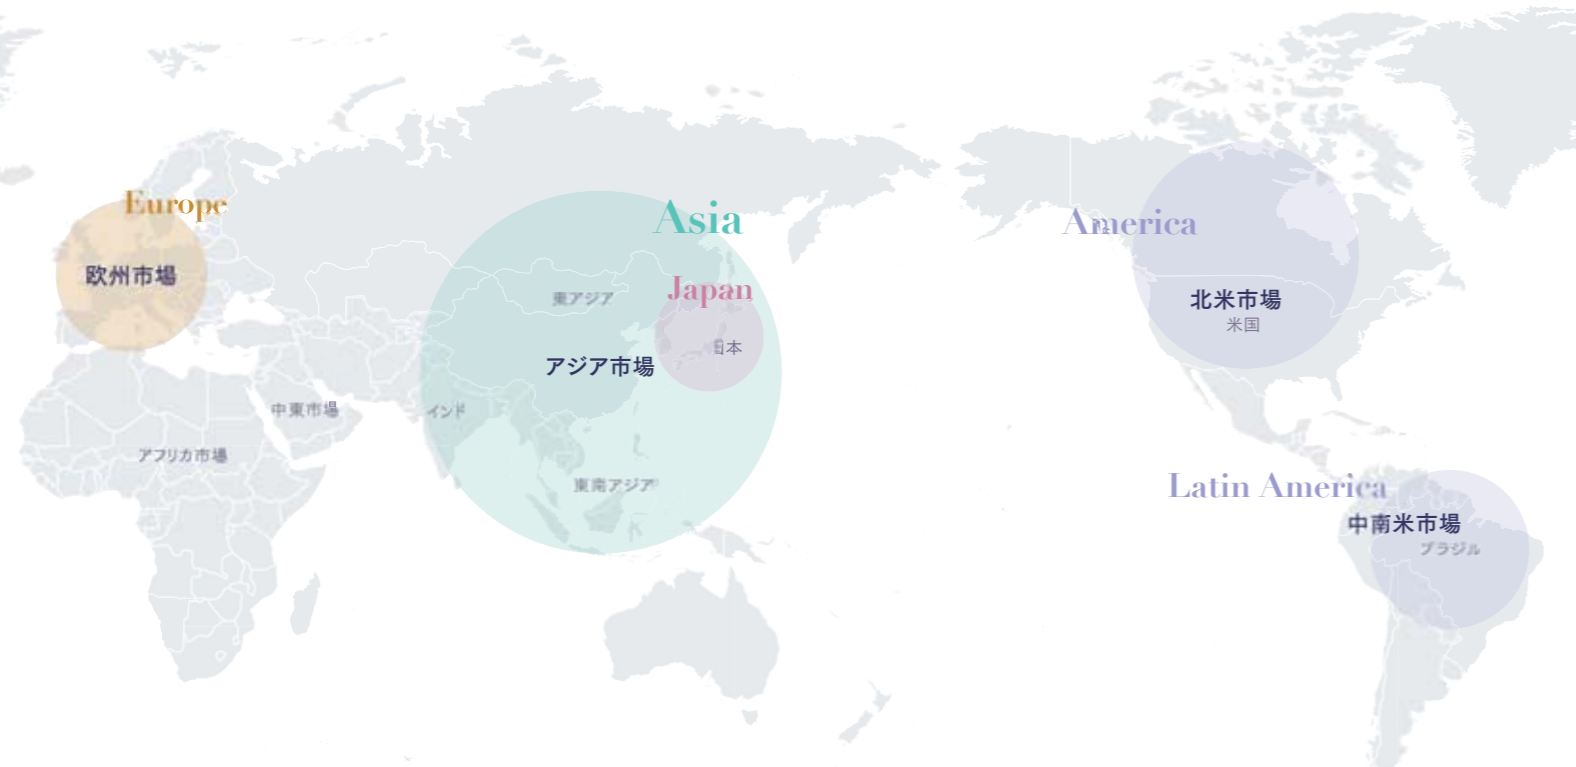 Europe
欧州市場
中東市場
アフリカ市場
Asia
東アジア
Japan
日本
アジア市場
インド
東南アジア
America
北米市場
米国
Latin America
中南米市場
ブラジル